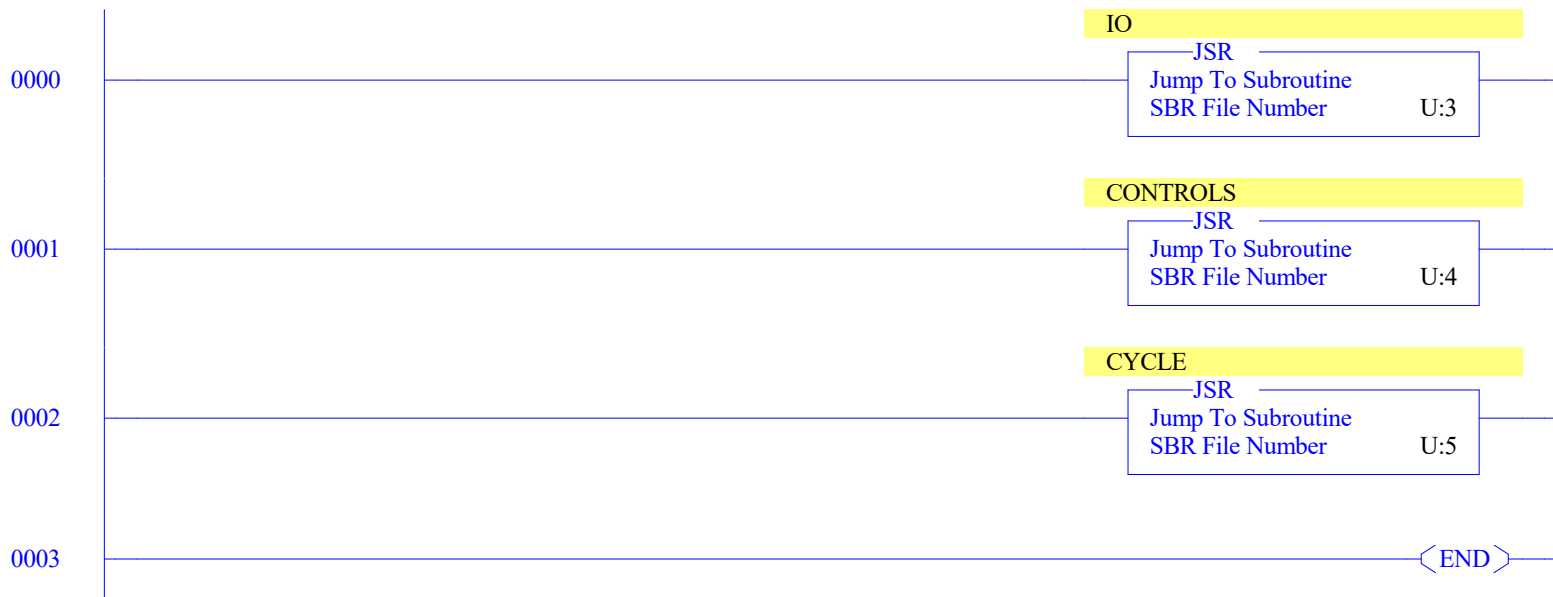 IO
JSR
0000
Jump To Subroutine
SBR File Number U:3
CONTROLS
JSR
0001
Jump To Subroutine
SBR File Number U:4
CYCLE
JSR
0002
Jump To Subroutine
SBR File Number U:5
0003
END